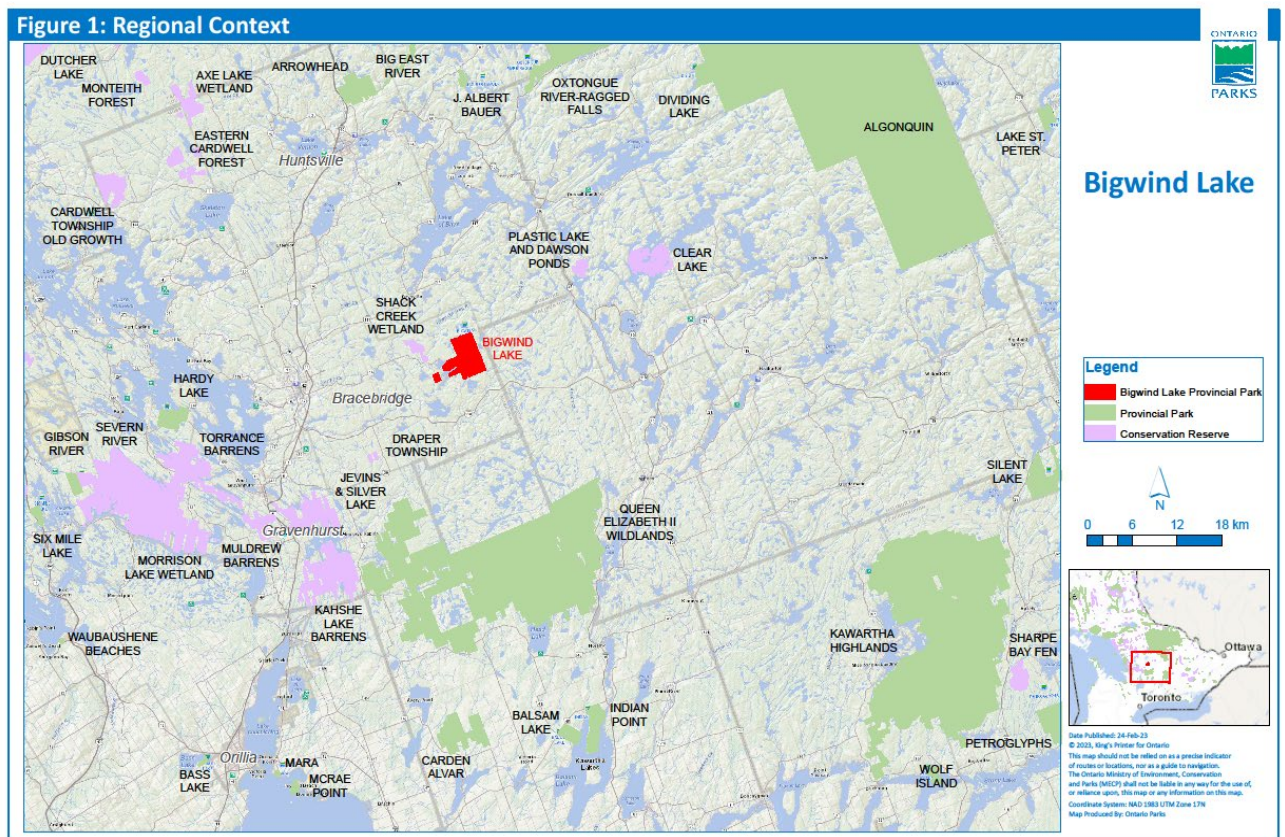 Figure 1: Regional Context
ONTARIO
PARKS
DUTCHER
LAKE
MONTEITH
FOREST
AXE LAKE
WETLAND
ARROWHEAD
BIG EAST
RIVER
J. ALBERT
BAUER
OXTONGUE
RIVER-RAGGED
FALLS
DIVIDING
LAKE
ALGONQUIN
LAKE ST.
PETER
EASTERN
CARDWELL
FOREST
Huntsville
CARDWELL
TOWNSHIP
OLD GROWTH
PLASTIC LAKE
AND DAWSON
PONDS
CLEAR
LAKE
SHACK
CREEK
WETLAND
BIGWIND
LAKE
HARDY
LAKE
Bracebridge
GIBSON
RIVER
SEVERN
RIVER
TORRANCE
BARRENS
DRAPER
TOWNSHIP
JEVINS
& SILVER
LAKE
SILENT
LAKE
QUEEN
ELIZABETH II
WILDLANDS
Gravenhurst
SIX MILE
LAKE
MORRISON
LAKE WETLAND
MULDREW
BARRENS
KAHSHE
LAKE
BARRENS
WAUBAUSHENE
BEACHES
KAWARTHA
HIGHLANDS
SHARPE
BAY FEN
BALSAM
LAKE
INDIAN
POINT
PETROGLYPHS
Orillia
BASS
LAKE
MARA
MCRAE
POINT
CARDEN
ALVAR
WOLF
ISLAND
Bigwind Lake
Legend
Bigwind Lake Provincial Park
Provincial Park
Conservation Reserve
N
0 6 12 18 km
Ottawa
Toronto
Date Published: 24-Feb-23
© 2023, King's Printer for Ontario
This map should not be relied on as a precise indicator
of routes or locations, nor as a guide to navigation.
The Ontario Ministry of Environment, Conservation
and Parks (MECP) shall not be liable in any way for the use of,
or reliance upon, this map or any information on this map.
Coordinate System: NAD 1983 UTM Zone 17N
Map Produced By: Ontario Parks